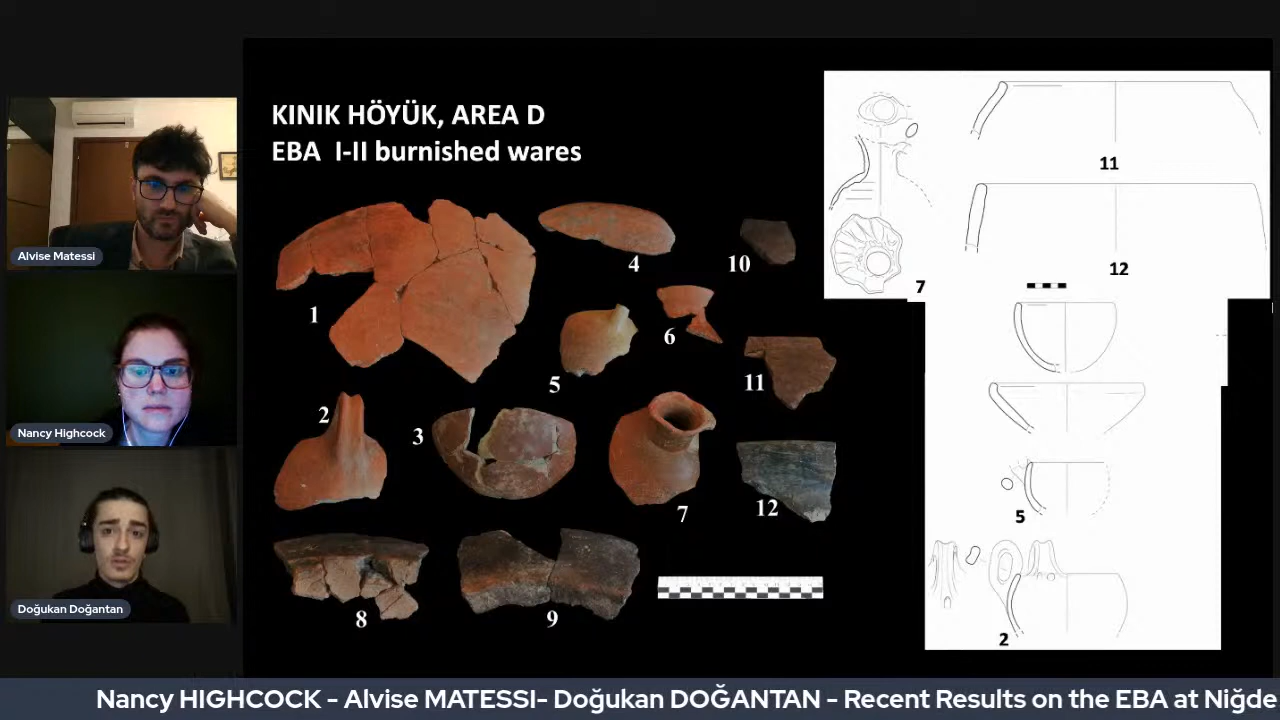 KINIK HÖYÜK, AREA D
EBA I-II burnished wares
Alvise Matessi
Nancy Highcock
Doğukan Doğantan
1
4
10
5
6
11
2
3
7
12
8
9
11
12
7
5
2
Nancy HIGHCOCK - Alvise MATESSI- Doğukan DOĞANTAN - Recent Results on the EBA at Niğde